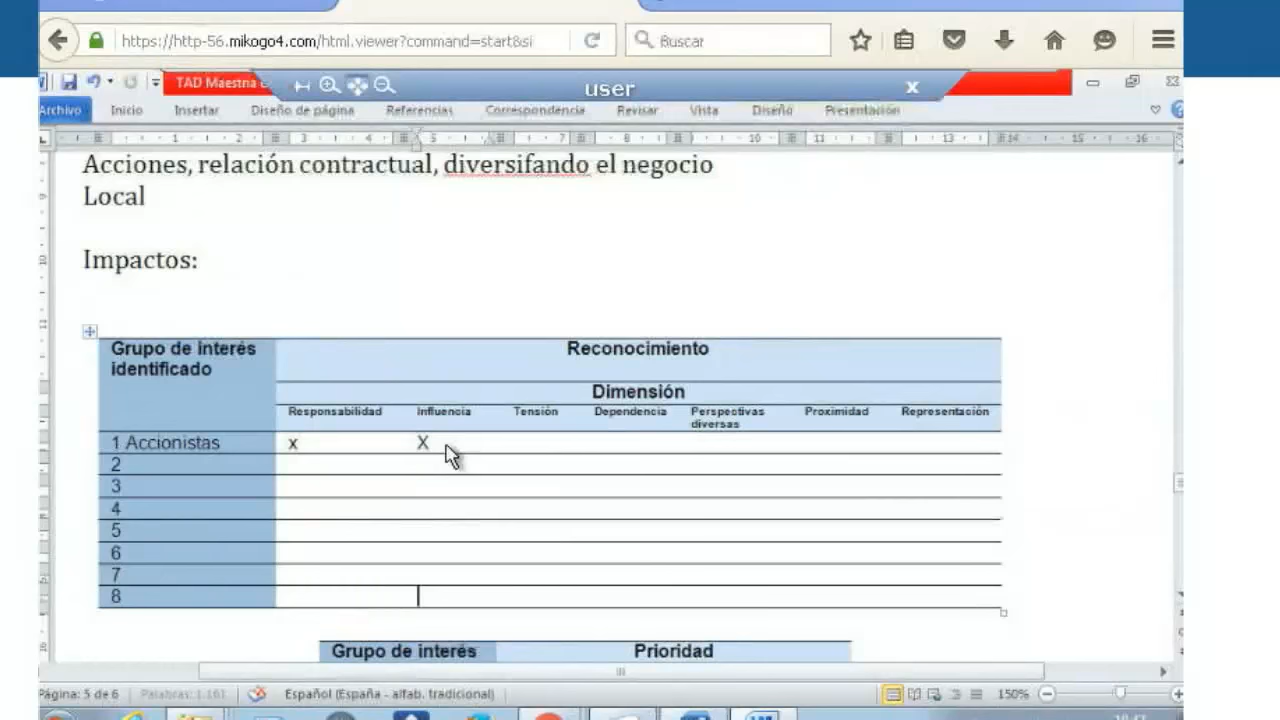 https://http-56.mikogo4.com/html.viewer?command=start&si
Buscar
TAD Maestria
user
x
Archivo Inicio Insertar Diseño de página Referencias Correspondencia Revisar Vista Diseño Presentación
Acciones, relación contractual, diversifando el negocio
Local
Impactos:
Grupo de interés identificado
Reconocimiento
Dimensión
Responsabilidad Influencia Tensión Dependencia Perspectivas diversas Proximidad Representación
1 Accionistas x X
2
3
4
5
6
7
8
Grupo de interés Prioridad
Página: 5 de 6 Palabras: 1.161 Español (España - alfab. tradicional) 150%